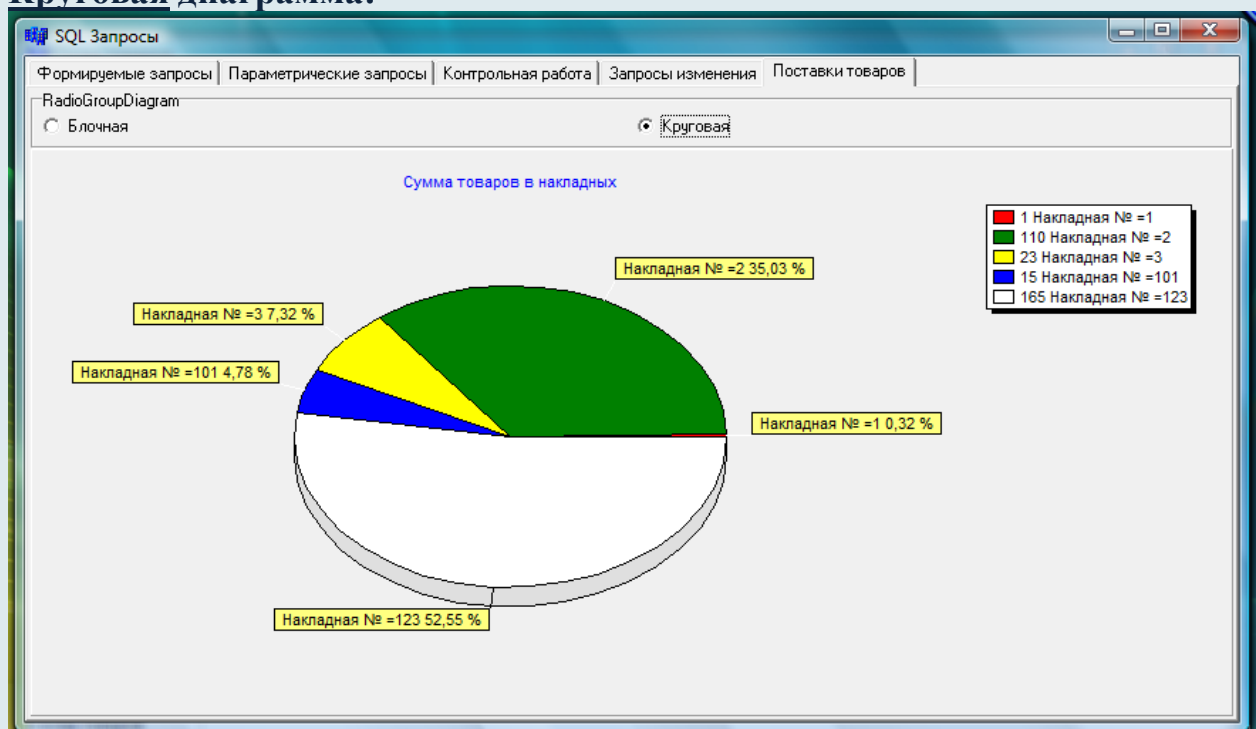 Круговая диаграмма:
SQL Запросы
Формируемые запросы Параметрические запросы Контрольная работа Запросы изменения Поставки товаров
RadioGroupDiagram
Блочная Круговая
Сумма товаров в накладных
1 Накладная № =1
110 Накладная № =2
23 Накладная № =3
15 Накладная № =101
165 Накладная № =123
Накладная № =2 35,03 %
Накладная № =3 7,32 %
Накладная № =101 4,78 %
Накладная № =1 0,32 %
Накладная № =123 52,55 %